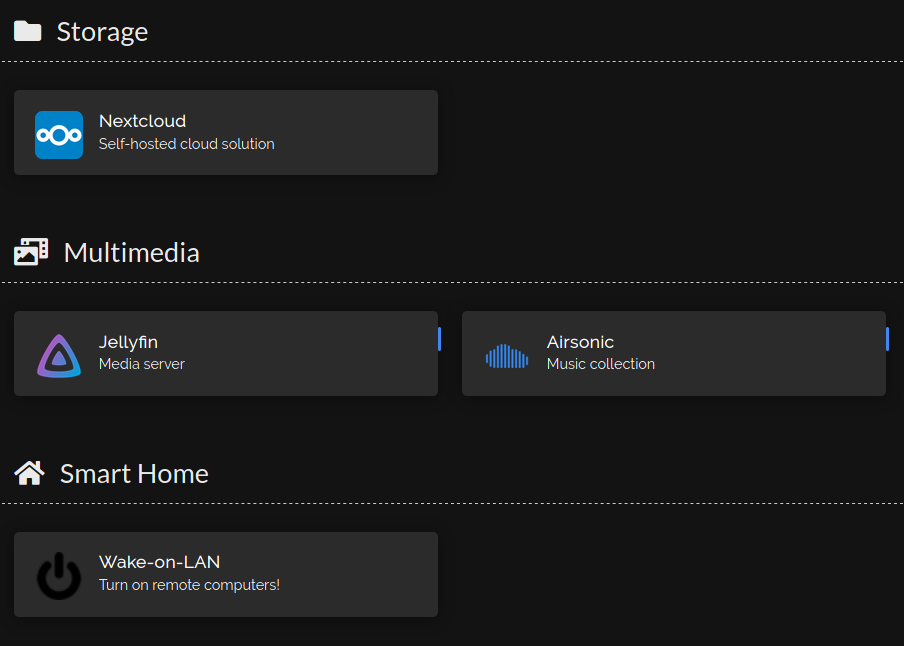 Storage
Nextcloud
Self-hosted cloud solution
Multimedia
Jellyfin
Media server
Airsonic
Music collection
Smart Home
Wake-on-LAN
Turn on remote computers!